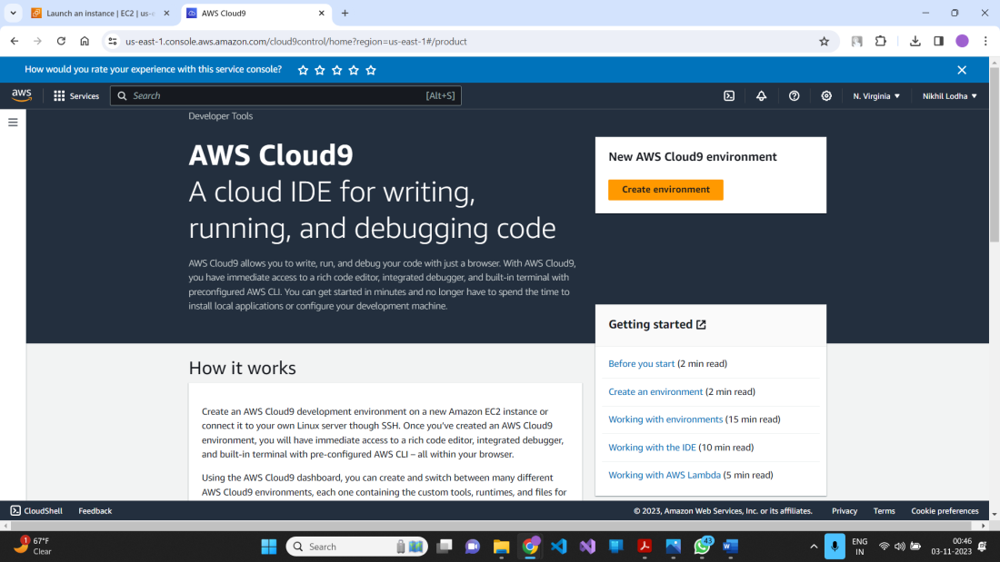 Launch an instance | EC2 | us-e
AWS Cloud9
us-east-1.console.aws.amazon.com/cloud9control/home?region=us-east-1#/product
How would you rate your experience with this service console?
aws
Services
Search
[Alt+S]
N. Virginia
Nikhil Lodha
Developer Tools
AWS Cloud9
A cloud IDE for writing,
running, and debugging code
AWS Cloud9 allows you to write, run, and debug your code with just a browser. With AWS Cloud9,
you have immediate access to a rich code editor, integrated debugger, and built-in terminal with
preconfigured AWS CLI. You can get started in minutes and no longer have to spend the time to
install local applications or configure your development machine.
New AWS Cloud9 environment
Create environment
Getting started
Before you start (2 min read)
Create an environment (2 min read)
Working with environments (15 min read)
Working with the IDE (10 min read)
Working with AWS Lambda (5 min read)
How it works
Create an AWS Cloud9 development environment on a new Amazon EC2 instance or
connect it to your own Linux server though SSH. Once you've created an AWS Cloud9
environment, you will have immediate access to a rich code editor, integrated debugger,
and built-in terminal with pre-configured AWS CLI – all within your browser.
Using the AWS Cloud9 dashboard, you can create and switch between many different
AWS Cloud9 environments, each one containing the custom tools, runtimes, and files for
CloudShell
Feedback
© 2023, Amazon Web Services, Inc. or its affiliates.
Privacy
Terms
Cookie preferences
1
67°F
Clear
Search
43
ENG
IN
00:46
03-11-2023